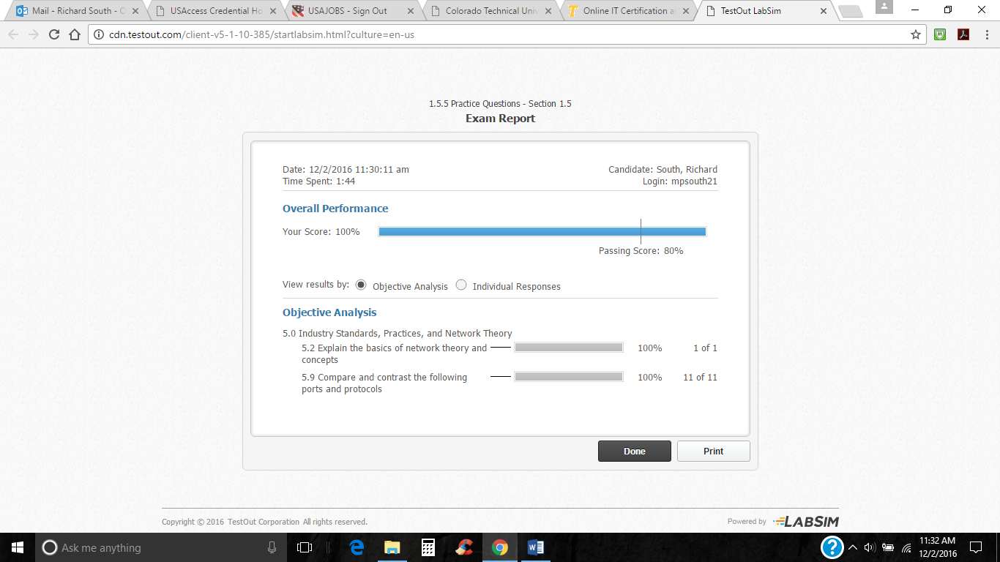 Mail - Richard South - O
USAccess Credential Ho
USAJOBS - Sign Out
Colorado Technical Univ
Online IT Certification a
TestOut LabSim
cdn.testout.com/client-v5-1-10-385/startlabsim.html?culture=en-us
1.5.5 Practice Questions - Section 1.5
Exam Report
Date: 12/2/2016 11:30:11 am
Candidate: South, Richard
Time Spent: 1:44
Login: mpsouth21
Overall Performance
Your Score: 100%
Passing Score: 80%
View results by: Objective Analysis Individual Responses
Objective Analysis
5.0 Industry Standards, Practices, and Network Theory
5.2 Explain the basics of network theory and 100% 1 of 1
concepts
5.9 Compare and contrast the following 100% 11 of 11
ports and protocols
Done
Print
Copyright © 2016 TestOut Corporation All rights reserved.
Powered by LABSIM
Ask me anything
11:32 AM
12/2/2016